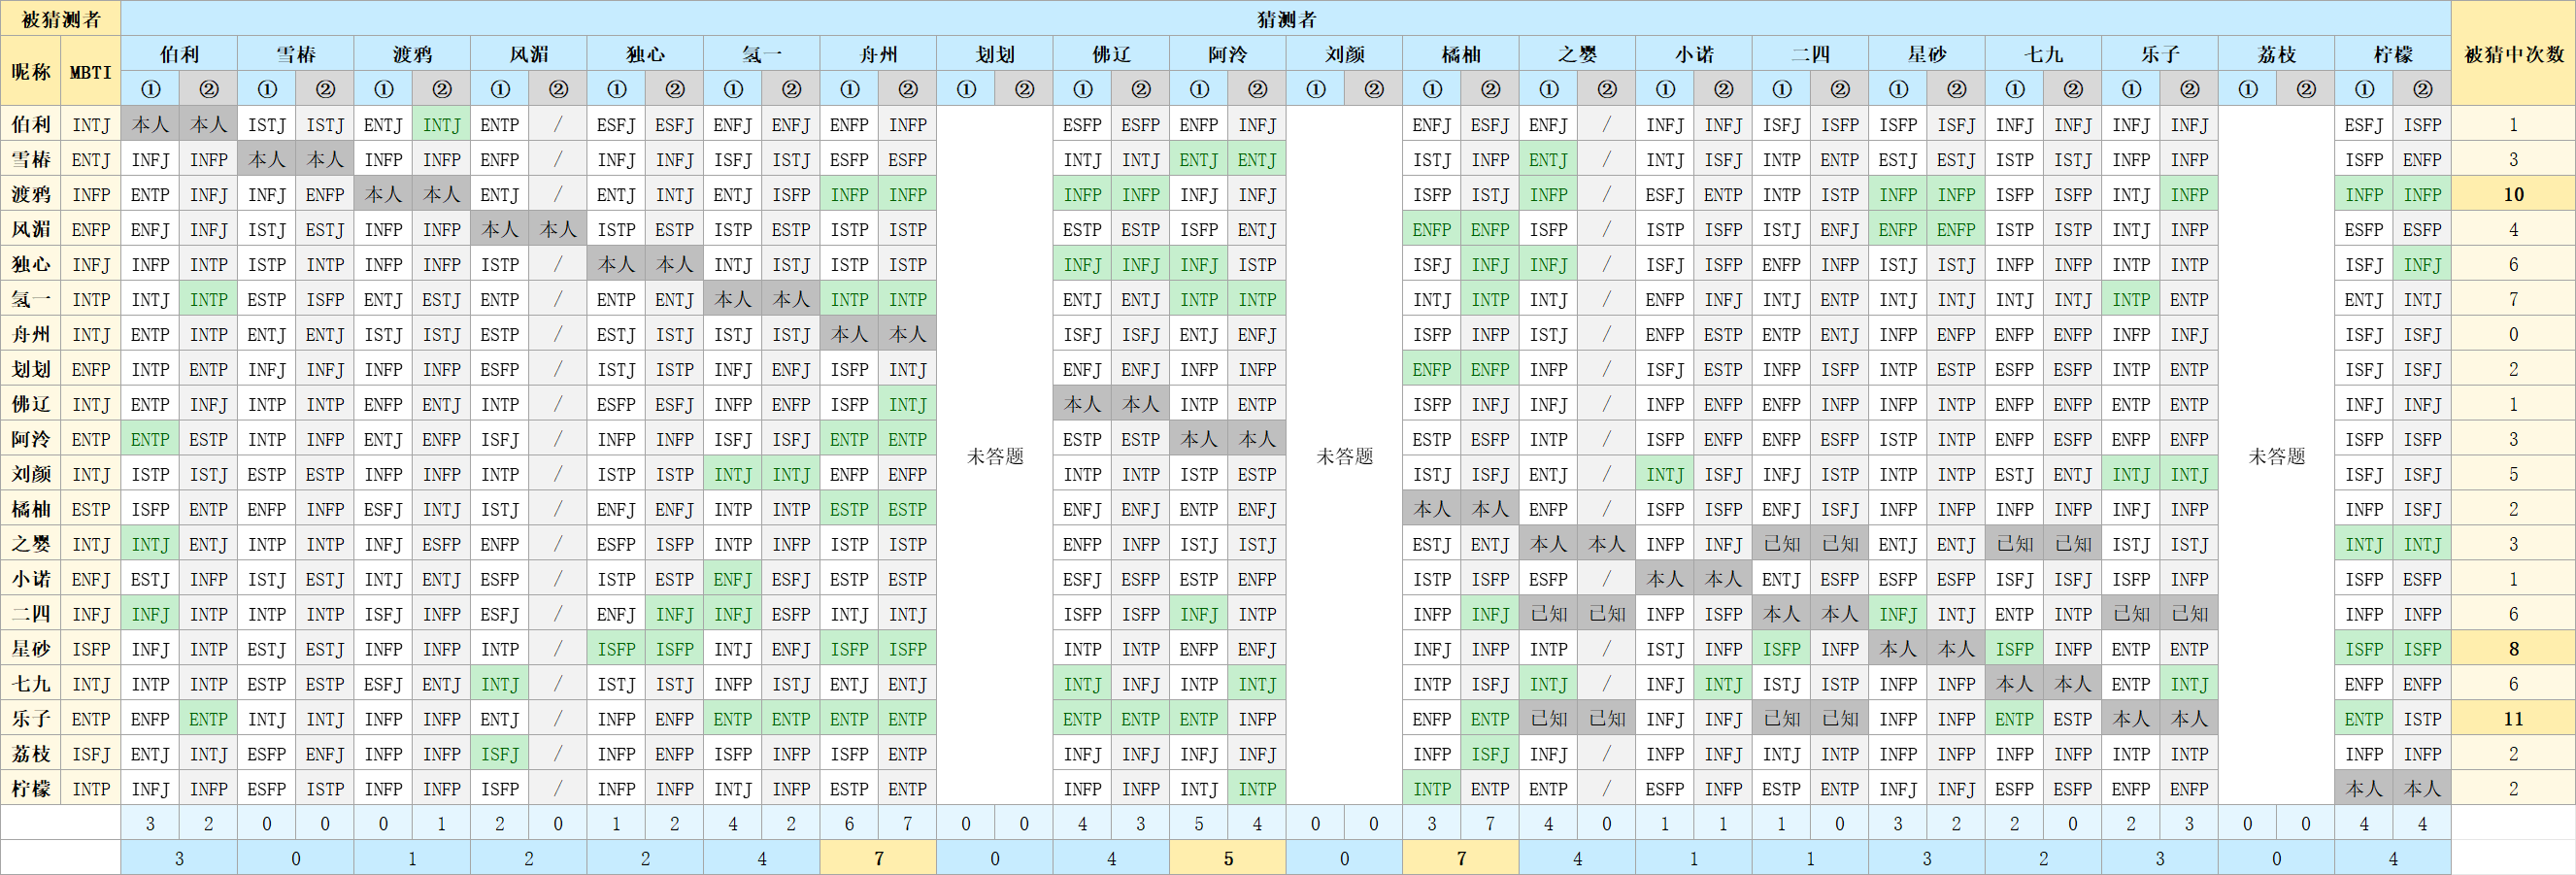 被猜测者 猜测者 被猜中次数
昵称 MBTI 伯利 雪椿 渡鸦 风湄 独心 氢一 舟州 划划 佛辽 阿泠 刘颜 橘柚 之婴 小诺 二四 星砂 七九 乐子 荔枝 柠檬
① ② ① ② ① ② ① ② ① ② ① ② ① ② ① ② ① ② ① ② ① ② ① ② ① ② ① ② ① ② ① ② ① ② ① ② ① ② ① ②
伯利 INTJ 本人 本人 ISTJ ISTJ ENTJ INTJ ENTP / ESFJ ESFJ ENFJ ENFJ ENFP INFP ESFP ESFP ENFP INFJ ENFJ ESFJ ENFJ / INFJ INFJ ISFJ ISFP ISFP ISFJ INFJ INFJ INFJ INFJ ESFJ ISFP 1
雪椿 ENTJ INFJ INFP 本人 本人 INFP INFP ENFP / INFJ INFJ ISFJ ISTJ ESFP ESFP INTJ INTJ ENTJ ENTJ ISTJ INFP ENTJ / INTJ ISFJ INTP ENTP ESTJ ESTJ ISTP ISTJ INFP INFP ISFP ENFP 3
渡鸦 INFP ENTP INFJ INFJ ENFP 本人 本人 ENTJ / ENTJ INTJ ENTJ ISFP INFP INFP INFP INFP INFJ INFJ ISFP ISTJ INFP / ESFJ ENTP INTP ISTP INFP INFP ISFP ISFP INTJ INFP INFP INFP 10
风湄 ENFP ENFJ INFJ ISTJ ESTJ INFP INFP 本人 本人 ISTP ESTP ISTP ESTP ISTP ISTP ESTP ESTP ISFP ENTJ ENFP ENFP ISFP / ISTP ISFP ISTJ ENFJ ENFP ENFP ISTP ISTP INTJ INFP ESFP ESFP 4
独心 INFJ INFP INTP ISTP INTP INFP INFP ISTP / 本人 本人 INTJ ISTJ ISTP ISTP INFJ INFJ INFJ ISTP ISFJ INFJ INFJ / ISFJ ISFP ENFP INFP ISTJ ISTJ INFP INFP INTP INTP ISFJ INFJ 6
氢一 INTP INTJ INTP ESTP ISFP ENTJ ESTJ ENTP / ENTP ENTJ 本人 本人 INTP INTP ENTJ ENTJ INTP INTP INTJ INTP INTJ / ENFP INFJ INTJ ENTP INTJ INTJ INTJ INTJ INTP ENTP ENTJ INTJ 7
舟州 INTJ ENTP INTP ENTJ ENTJ ISTJ ISTJ ESTP / ESTJ ISTJ ISTJ ISTJ 本人 本人 ISFJ ISFJ ENTJ ENFJ ISFP INFP ISTJ / ENFP ESTP ENTP ENTJ INFP ENFP ENFP ENFP INFP INFJ ISFJ ISFJ 0
划划 ENFP INTP ENTP INFJ INFJ INFP INFP ESFP / ISTJ ISTP INFJ ENFJ ISFP INTJ ENFJ ENFJ INFP INFP ENFP ENFP INFP / ISFJ ESTP INFP ISFP INTP ESTP ESFP ESFP INTP ENTP ISFJ ISFJ 2
佛辽 INTJ ENTP INFJ INTP INTP ENFP ENTJ INTP / ESFP ESFJ INFP ENFP ISFP INTJ 本人 本人 INTP ENTP ISFP INFJ INFJ / INFP ENFP ENFP INFP INFP INTP ENFP ENFP ENTP ENTP INFJ INFJ 1
阿泠 ENTP ENTP ESTP INTP INFP ENTJ ENFP ISFJ / INFP INFP ISFJ ISFJ ENTP ENTP ESTP ESTP 本人 本人 ESTP ESFP INTP / ISFP ENFP ENFP ESFP ISTP INTP ENFP ESFP ENFP ENFP ISFP ISFP 3
刘颜 INTJ ISTP ISTJ ESTP ESTP INFP INFP INTP / ISTP ISTP INTJ INTJ ENFP ENFP INTP INTP ISTP ESTP ISTJ ISFJ ENTJ / INTJ ISFJ INFJ ISTP INTP INTP ESTJ ENTJ INTJ INTJ ISFJ ISFJ 5
橘柚 ESTP ISFP ENTP ENFP INFP ESFJ INTJ ISTJ / ENFJ ENFJ INTP INTP ESTP ESTP ENFJ ENFJ ENTP ENFJ 本人 本人 ENFP / INFP ISFP ENFJ ISFJ INFP INFP INFP INFP INFJ ENFJ INFP ISFJ 2
之婴 INTJ INTJ ENTJ INTP INTP INFJ ESFP ENFP / ESFP ISFP INTP INFP ISTP ISTP ENFP INFP ISTJ ISTJ ESTJ ENTJ 本人 本人 INFP INFJ 已知 已知 ENTJ ENTJ 已知 已知 ISTJ ISTJ INTJ INTJ 3
小诺 ENFJ ESTJ INFP ISTJ ESTJ INTJ ENTJ ESFP / ISTP ESTP ENFJ ESFJ ESTP ESTP ESFJ ESFP ESTP ENFP ISTP ISFP ESFP / 本人 本人 ENTJ ESFP ESFP ESFP ISFJ ISFJ ISFP INFP ISFP ESFP 1
二四 INFJ INFJ INTP INTP INTP ISFJ INFP ESFJ / ENFJ INFJ INFJ ESFP INTJ INTJ ISFP ISFP INFJ INTP INFP INFJ 已知 已知 INFP ISFP 本人 本人 INFJ INTJ ENTP INTP 已知 已知 INFP INFP 6
星砂 ISFP INFJ INTP ESTJ ESTJ INFP INFP INTP / ISFP ISFP INTJ ENFJ ISFP ISFP INTP INTP ENFP ENFJ INFJ INFP INTP / ISTJ INFP ISFP INFP 本人 本人 ISFP INFP ENTP ENTP ISFP ISFP 8
七九 INTJ INTP INTP ESTP ESTP ESFJ ENTJ INTJ / ISTJ ISTJ INFP ISTJ ENTJ ENTJ INTJ INFJ INTP INTJ INTP ISFJ INTJ / INFJ INTJ ISTJ ISTP INFP INFP 本人 本人 ENTP INTJ ENFP ENFP 6
乐子 ENTP ENFP ENTP INTJ INTJ INFP INFP ENTJ / INFP ENFP ENTP ENTP ENTP ENTP ENTP ENTP ENTP INFP ENFP ENTP 已知 已知 INFJ INFJ 已知 已知 INFP INFP ENTP ESTP 本人 本人 ENTP ISTP 11
荔枝 ISFJ ENTJ INTJ ESFP ENFJ INFP INFP ISFJ / INFP ENFP ISFP INFP ISFP ENTP INFJ INFJ INFJ INFJ INFP ISFJ INFJ / INFP INFJ INTJ INTP INFP INFP INFP INFP INTP INTP INFP INFP 2
柠檬 INTP INFJ INFP ESFP ISTP INFP INFP ISFP / INFP INFP INTJ INFP ESTP ENTP INFP INFP INTJ INTP INTP ENTP ENTP / ESFP INFP ESTP ENTP INFJ INFJ ESFP ESFP ENFP ENFP 本人 本人 2
未答题 未答题 未答题
3 2 0 0 0 1 2 0 1 2 4 2 6 7 0 0 4 3 5 4 0 0 3 7 4 0 1 1 1 0 3 2 2 0 2 3 0 0 4 4
3 0 1 2 2 4 7 0 4 5 0 7 4 1 1 3 2 3 0 4